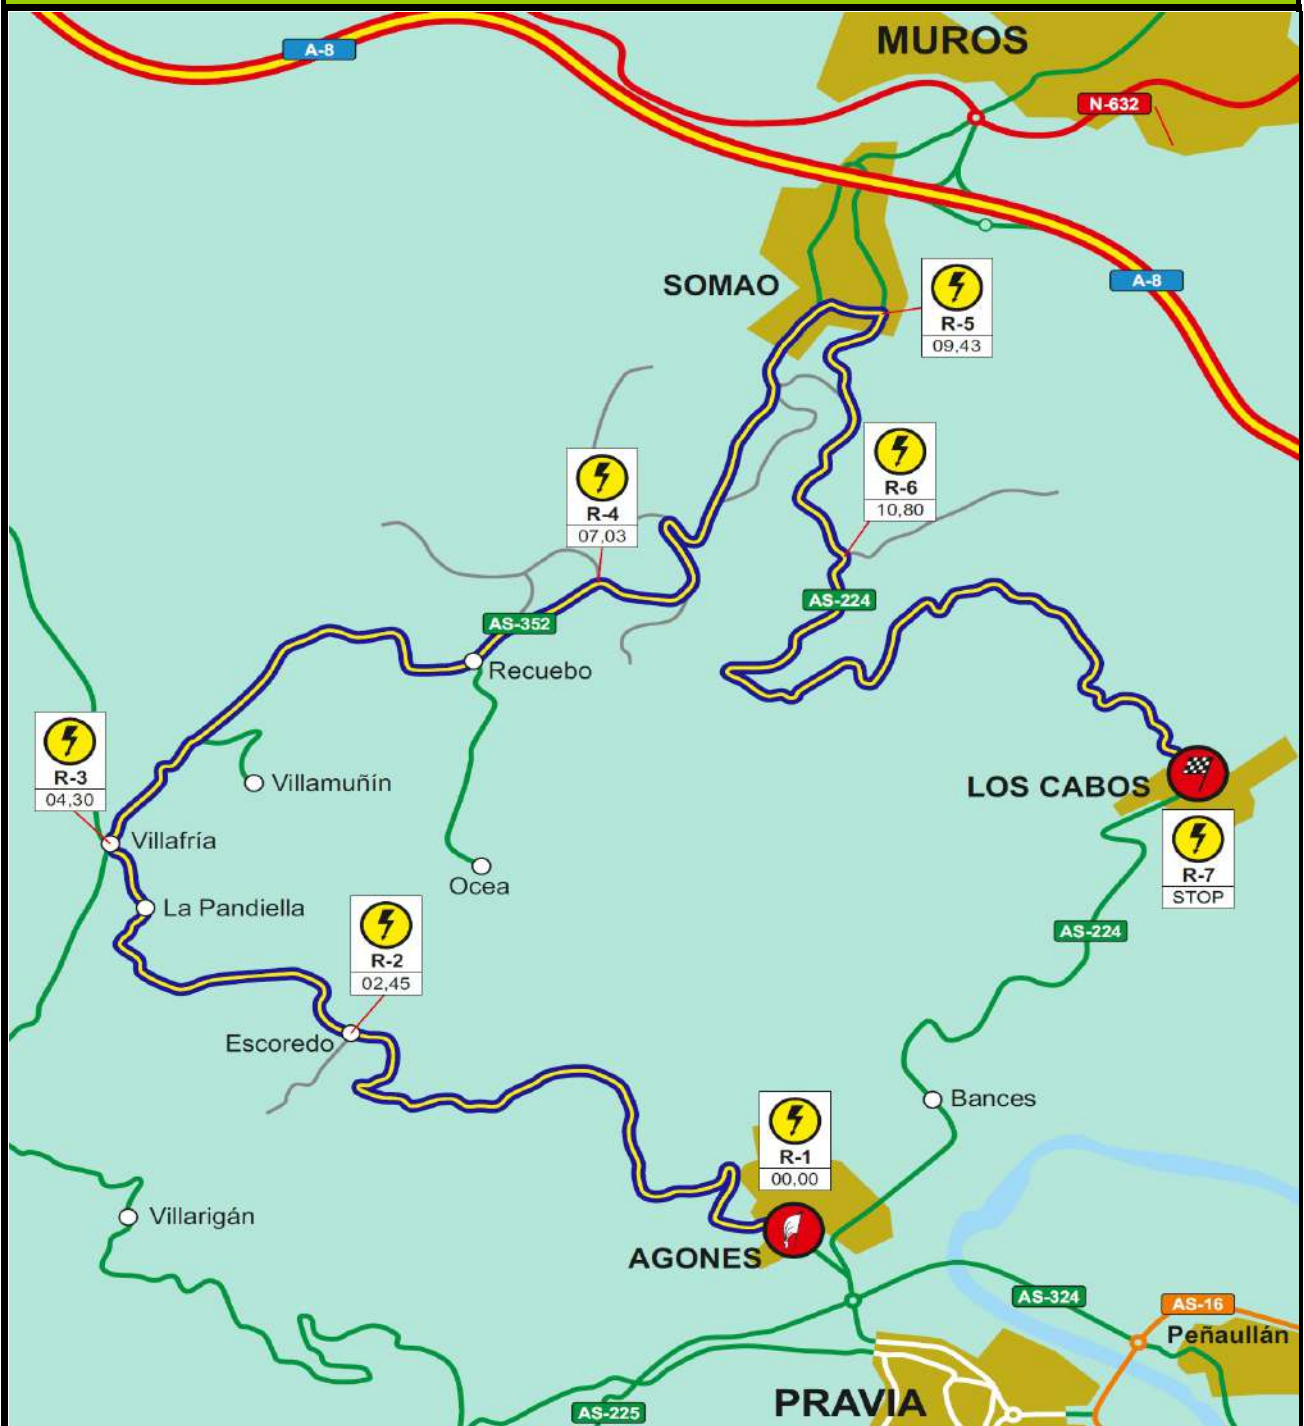 MUROS
A-8
N-632
SOMAO
A-8
R-5
09,43
R-6
10,80
R-4
07,03
AS-224
AS-352
Recuebo
R-3
04,30
Villamuñín
LOS CABOS
Villafría
R-7
STOP
Ocea
La Pandiella
AS-224
R-2
02,45
Escoredo
Bances
R-1
00,00
Villarigán
AGONES
AS-324
AS-16
Peñaullán
PRAVIA
AS-225